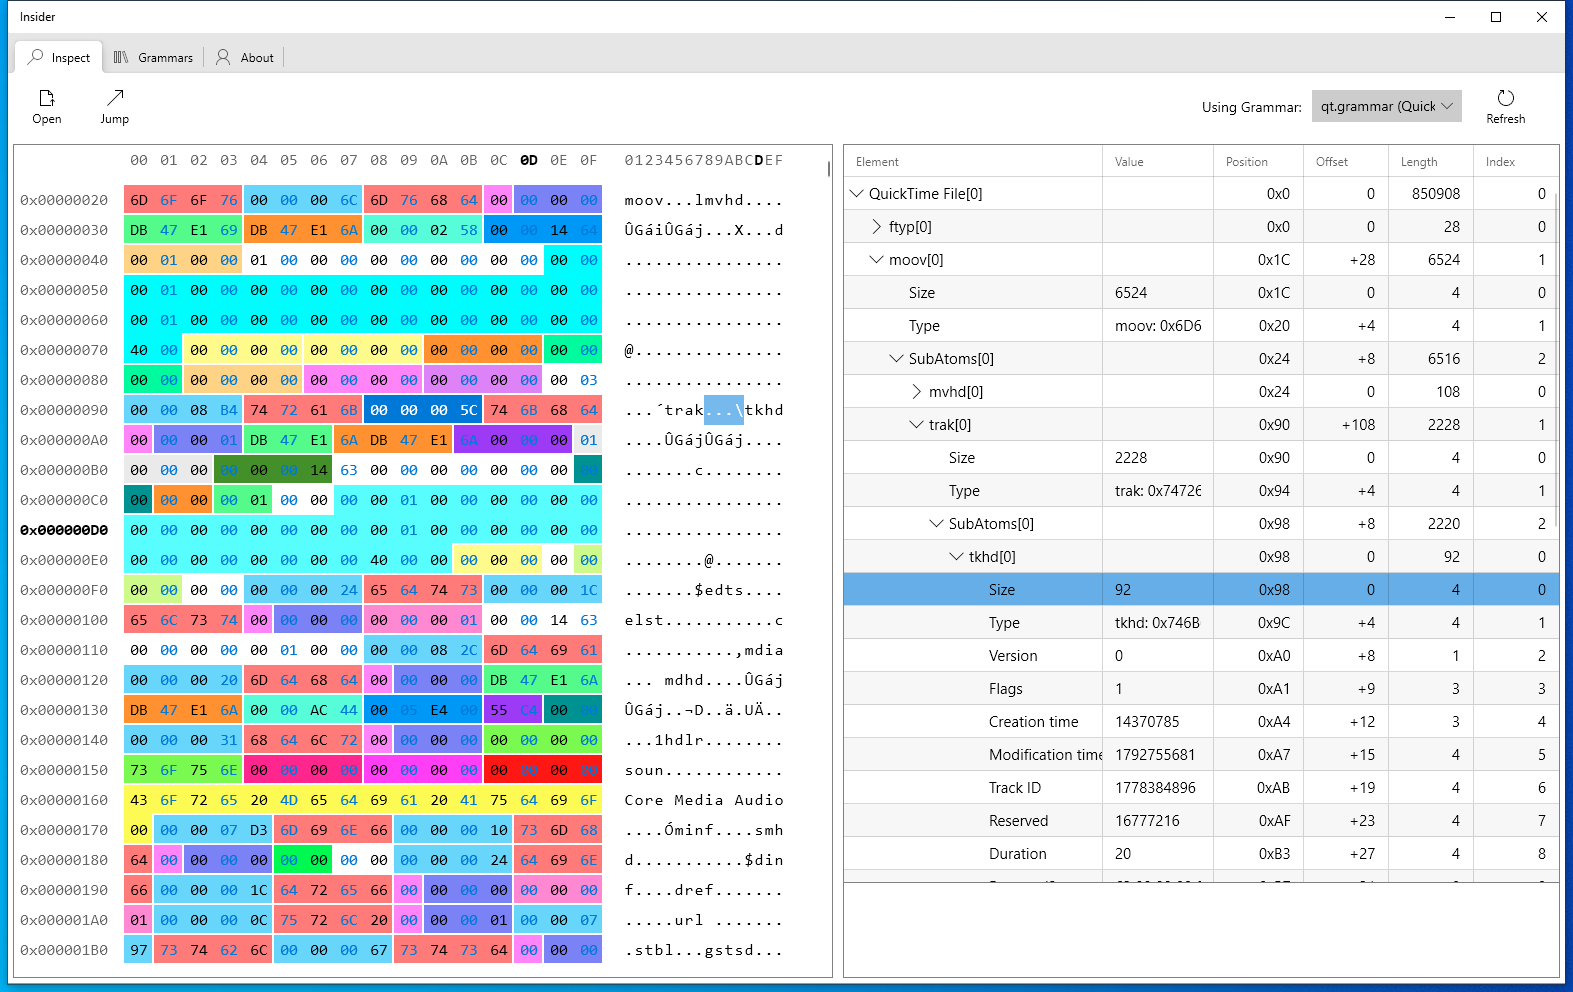 Insider
Inspect Grammars About
Open Jump Using Grammar: qt.grammar (Quick Refresh
00 01 02 03 04 05 06 07 08 09 0A 0B 0C 0D 0E 0F 0123456789ABCDEF
0x00000020 6D 6F 6F 76 00 00 00 6C 6D 76 68 64 00 00 00 00 moov...lmvhd....
0x00000030 DB 47 E1 69 DB 47 E1 6A 00 00 02 58 00 00 14 64 ÛGáiÛGáj...X...d
0x00000040 00 01 00 00 01 00 00 00 00 00 00 00 00 00 00 00 ................
0x00000050 00 01 00 00 00 00 00 00 00 00 00 00 00 00 00 00 ................
0x00000060 00 01 00 00 00 00 00 00 00 00 00 00 00 00 00 00 ................
0x00000070 40 00 00 00 00 00 00 00 00 00 00 00 00 00 00 00 @...............
0x00000080 00 00 00 00 00 00 00 00 00 00 00 00 00 00 00 03 ................
0x00000090 00 00 08 B4 74 72 61 6B 00 00 00 5C 74 6B 68 64 ...´trak...\tkhd
0x000000A0 00 00 00 01 DB 47 E1 6A DB 47 E1 6A 00 00 00 01 ....ÛGájÛGáj....
0x000000B0 00 00 00 00 00 00 14 63 00 00 00 00 00 00 00 00 .......c........
0x000000C0 00 00 00 00 01 00 00 00 00 01 00 00 00 00 00 00 ................
0x000000D0 00 00 00 00 00 00 00 00 00 01 00 00 00 00 00 00 ................
0x000000E0 00 00 00 00 00 00 00 00 40 00 00 00 00 00 00 00 ........@.......
0x000000F0 00 00 00 00 00 00 00 24 65 64 74 73 00 00 00 1C .......$edts....
0x00000100 65 6C 73 74 00 00 00 00 00 00 00 01 00 00 14 63 elst...........c
0x00000110 00 00 00 00 00 01 00 00 00 00 08 2C 6D 64 69 61 ...........,mdia
0x00000120 00 00 00 20 6D 64 68 64 00 00 00 00 DB 47 E1 6A ... mdhd....ÛGáj
0x00000130 DB 47 E1 6A 00 00 AC 44 00 05 E4 00 55 C4 00 00 ÛGáj..¬D..ä.UÄ..
0x00000140 00 00 00 31 68 64 6C 72 00 00 00 00 00 00 00 00 ...1hdlr........
0x00000150 73 6F 75 6E 00 00 00 00 00 00 00 00 00 00 00 00 soun............
0x00000160 43 6F 72 65 20 4D 65 64 69 61 20 41 75 64 69 6F Core Media Audio
0x00000170 00 00 00 07 D3 6D 69 6E 66 00 00 00 10 73 6D 68 ....Óminf....smh
0x00000180 64 00 00 00 00 00 00 00 00 00 00 00 24 64 69 6E d...........$din
0x00000190 66 00 00 00 1C 64 72 65 66 00 00 00 00 00 00 00 f....dref.......
0x000001A0 01 00 00 00 0C 75 72 6C 20 00 00 00 01 00 00 07 .....url .......
0x000001B0 97 73 74 62 6C 00 00 00 67 73 74 73 64 00 00 00 .stbl...gstsd...
Element Value Position Offset Length Index
QuickTime File[0] 0x0 0 850908 0
ftyp[0] 0x0 0 28 0
moov[0] 0x1C +28 6524 1
Size 6524 0x1C 0 4 0
Type moov: 0x6D6 0x20 +4 4 1
SubAtoms[0] 0x24 +8 6516 2
mvhd[0] 0x24 0 108 0
trak[0] 0x90 +108 2228 1
Size 2228 0x90 0 4 0
Type trak: 0x74726 0x94 +4 4 1
SubAtoms[0] 0x98 +8 2220 2
tkhd[0] 0x98 0 92 0
Size 92 0x98 0 4 0
Type tkhd: 0x746B 0x9C +4 4 1
Version 0 0xA0 +8 1 2
Flags 1 0xA1 +9 3 3
Creation time 14370785 0xA4 +12 3 4
Modification time 1792755681 0xA7 +15 4 5
Track ID 1778384896 0xAB +19 4 6
Reserved 16777216 0xAF +23 4 7
Duration 20 0xB3 +27 4 8